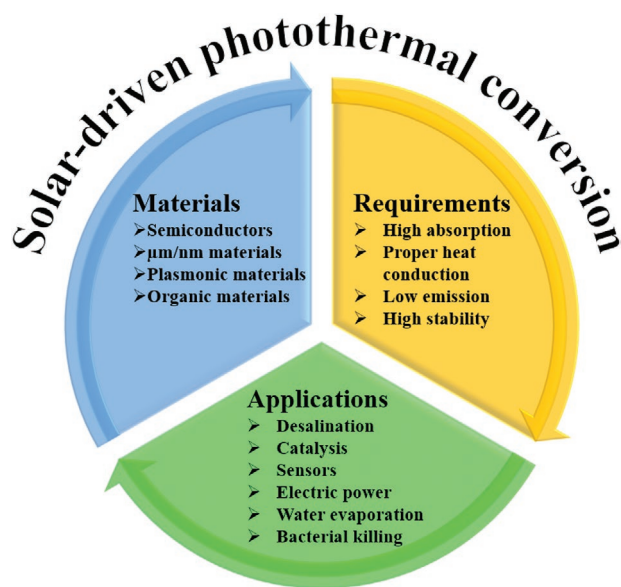 Solar-driven photothermal conversion
Materials
➢Semiconductors
➢μm/nm materials
➢Plasmonic materials
➢Organic materials
Requirements
➢ High absorption
➢ Proper heat
conduction
➢ Low emission
➢ High stability
Applications
➢ Desalination
➢ Catalysis
➢ Sensors
➢ Electric power
➢ Water evaporation
➢ Bacterial killing